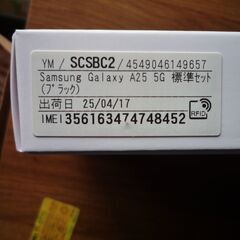 YM / SCSBC2 / 4549046149657
Samsung Galaxy A25 5G 標準セット
(ブラック)
出荷日 25/04/17
IMEI 356163474748452
RFID